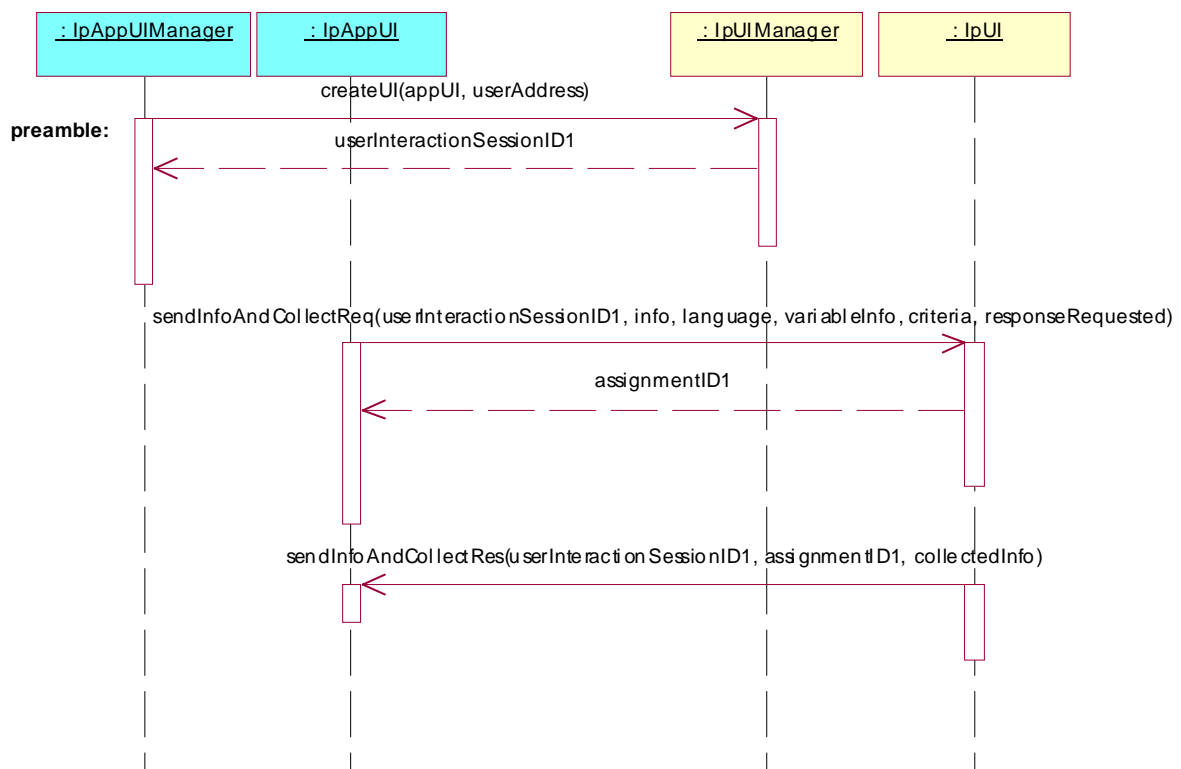 : IpAppUIManager
: IpAppUI
: IpUIManager
: IpUI
createUI(appUI, userAddress)
preamble:
userInteractionSessionID1
sendInfoAndCollectReq(userInteractionSessionID1, info, language, variableInfo, criteria, responseRequested)
assignmentID1
sendInfoAndCollectRes(userInteractionSessionID1, assignmentID1, collectedInfo)